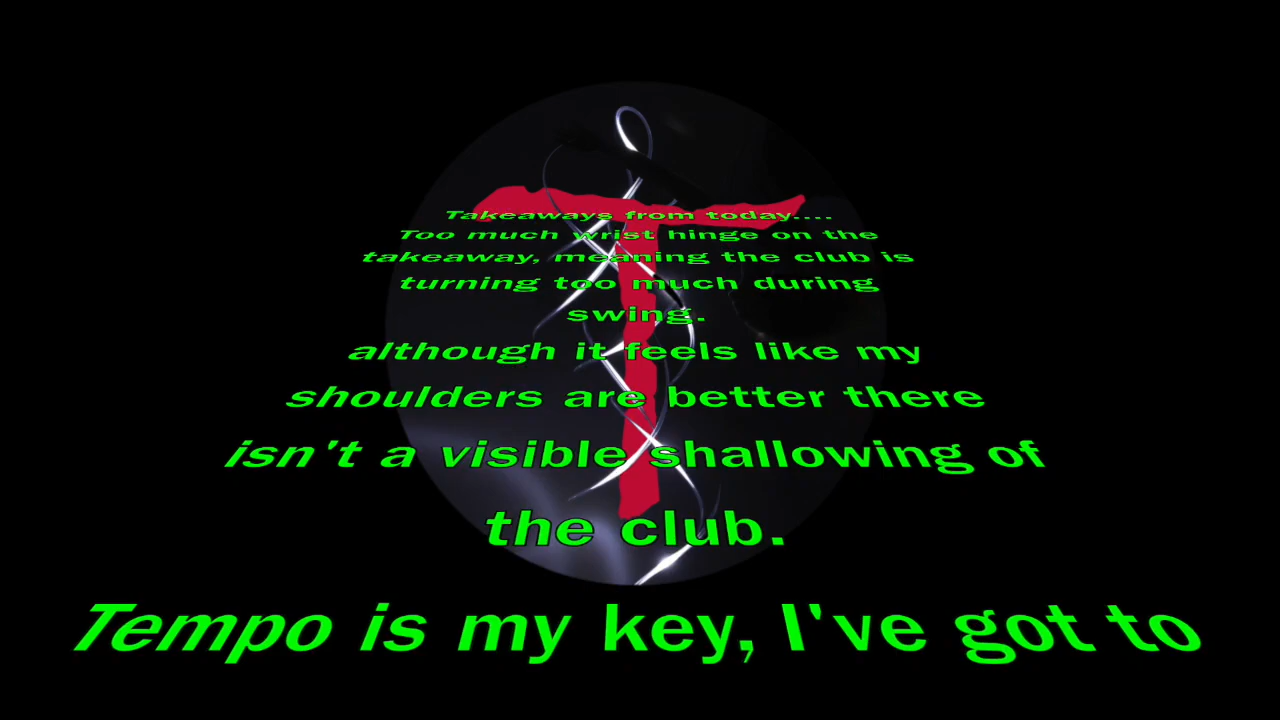 Takeaways from today....
Too much wrist hinge on the
takeaway, meaning the club is
turning too much during
swing.
although it feels like my
shoulders are better there
isn't a visible shallowing of
the club.
Tempo is my key, I've got to